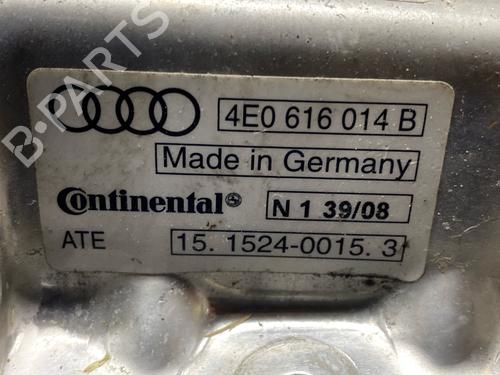 4E0 616 014 B
Made in Germany
Continental
N 1 39/08
ATE
15. 1524-0015. 3
B-PARTS